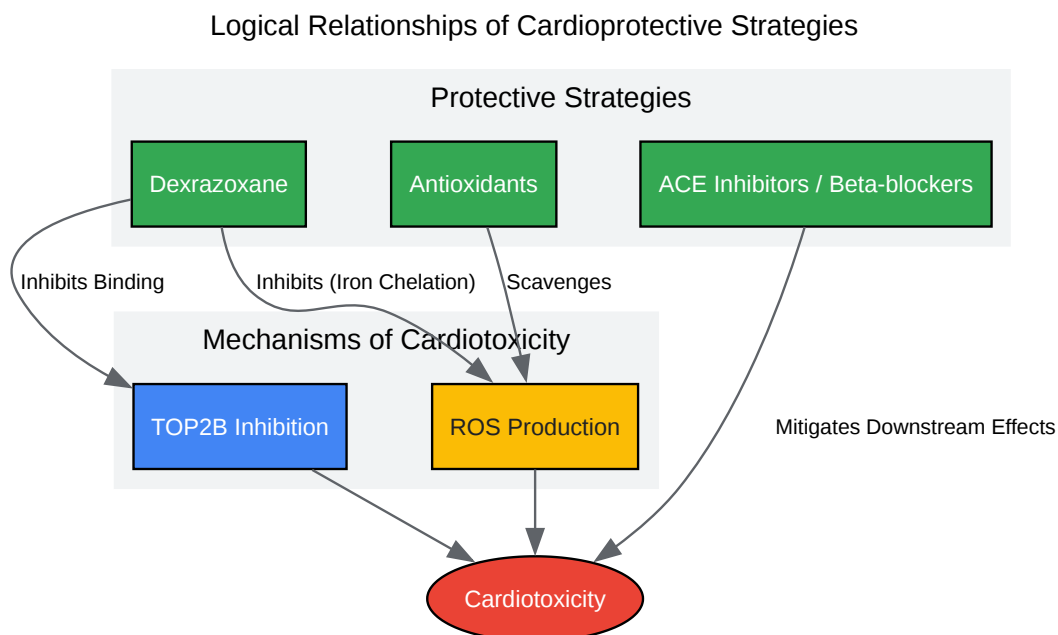 Logical Relationships of Cardioprotective Strategies
Protective Strategies
Dexrazoxane
Antioxidants
ACE Inhibitors / Beta-blockers
Inhibits Binding
Inhibits (Iron Chelation)
Scavenges
Mechanisms of Cardiotoxicity
TOP2B Inhibition
ROS Production
Mitigates Downstream Effects
Cardiotoxicity